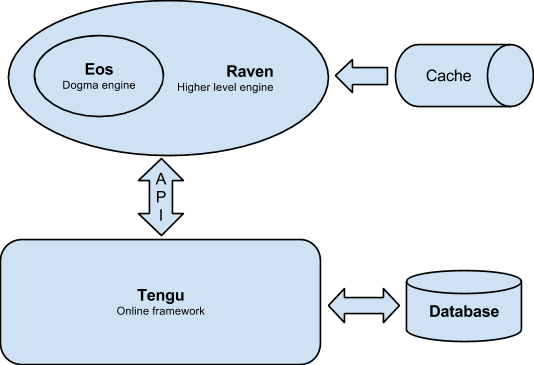 Eos
Dogma engine
Raven
Higher level engine
Cache
A
P
I
Tengu
Online framework
Database